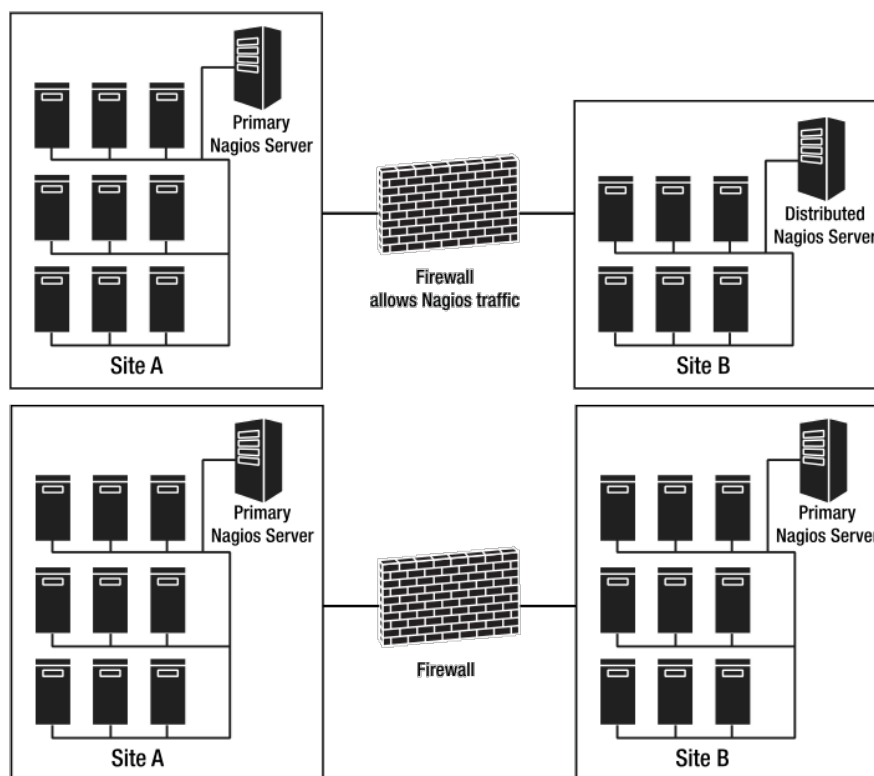 Primary
Nagios Server
Distributed
Nagios Server
Firewall
allows Nagios traffic
Site A
Site B
Primary
Nagios Server
Primary
Nagios Server
Firewall
Site A
Site B